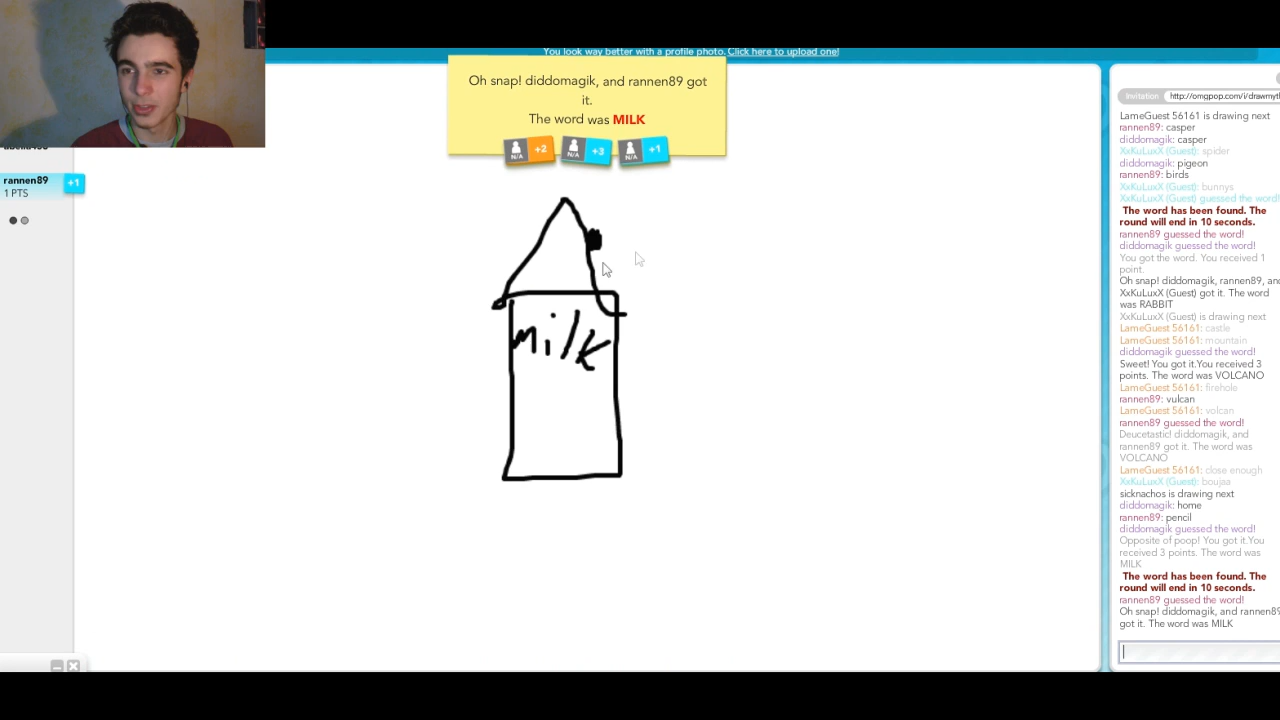 You look way better with a profile photo. Click here to upload one!
Oh snap! diddomagik, and rannen89 got
it.
The word was MILK
N/A +2
N/A +3
N/A +1
rannen89
1 PTS
+1
milk
Invitation http://omgpop.com/i/drawmyth
LameGuest 56161 is drawing next
rannen89: casper
diddomagik: casper
XxKuLuxX (Guest): spider
diddomagik: pigeon
rannen89: birds
XxKuLuxX (Guest): bunnys
XxKuLuxX (Guest) guessed the word!
The word has been found. The
round will end in 10 seconds.
rannen89 guessed the word!
diddomagik guessed the word!
You got the word. You received 1
point.
Oh snap! diddomagik, rannen89, and
XxKuLuxX (Guest) got it. The word
was RABBIT
XxKuLuxX (Guest) is drawing next
LameGuest 56161: castle
LameGuest 56161: mountain
diddomagik guessed the word!
Sweet! You got it.You received 3
points. The word was VOLCANO
LameGuest 56161: firehole
rannen89: vulcan
LameGuest 56161: volcan
rannen89 guessed the word!
Deucetastic! diddomagik, and
rannen89 got it. The word was
VOLCANO
LameGuest 56161: close enough
XxKuLuxX (Guest): boujaa
sicknachos is drawing next
diddomagik: home
rannen89: pencil
diddomagik guessed the word!
Opposite of poop! You got it.You
received 3 points. The word was
MILK
The word has been found. The
round will end in 10 seconds.
rannen89 guessed the word!
Oh snap! diddomagik, and rannen89
got it. The word was MILK